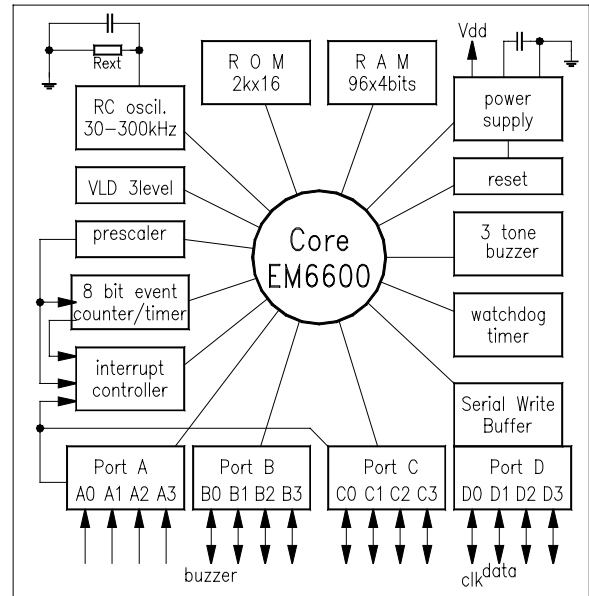 Rext
R O M
2kx16
R A M
96x4bits
Vdd
RC oscil.
30-300kHz
power
supply
VLD 3level
reset
prescaler
Core
EM6600
3 tone
buzzer
8 bit event
counter/timer
watchdog
timer
interrupt
controller
Serial Write
Buffer
Port A
A0 A1 A2 A3
Port B
B0 B1 B2 B3
Port C
C0 C1 C2 C3
Port D
D0 D1 D2 D3
buzzer
clk
data